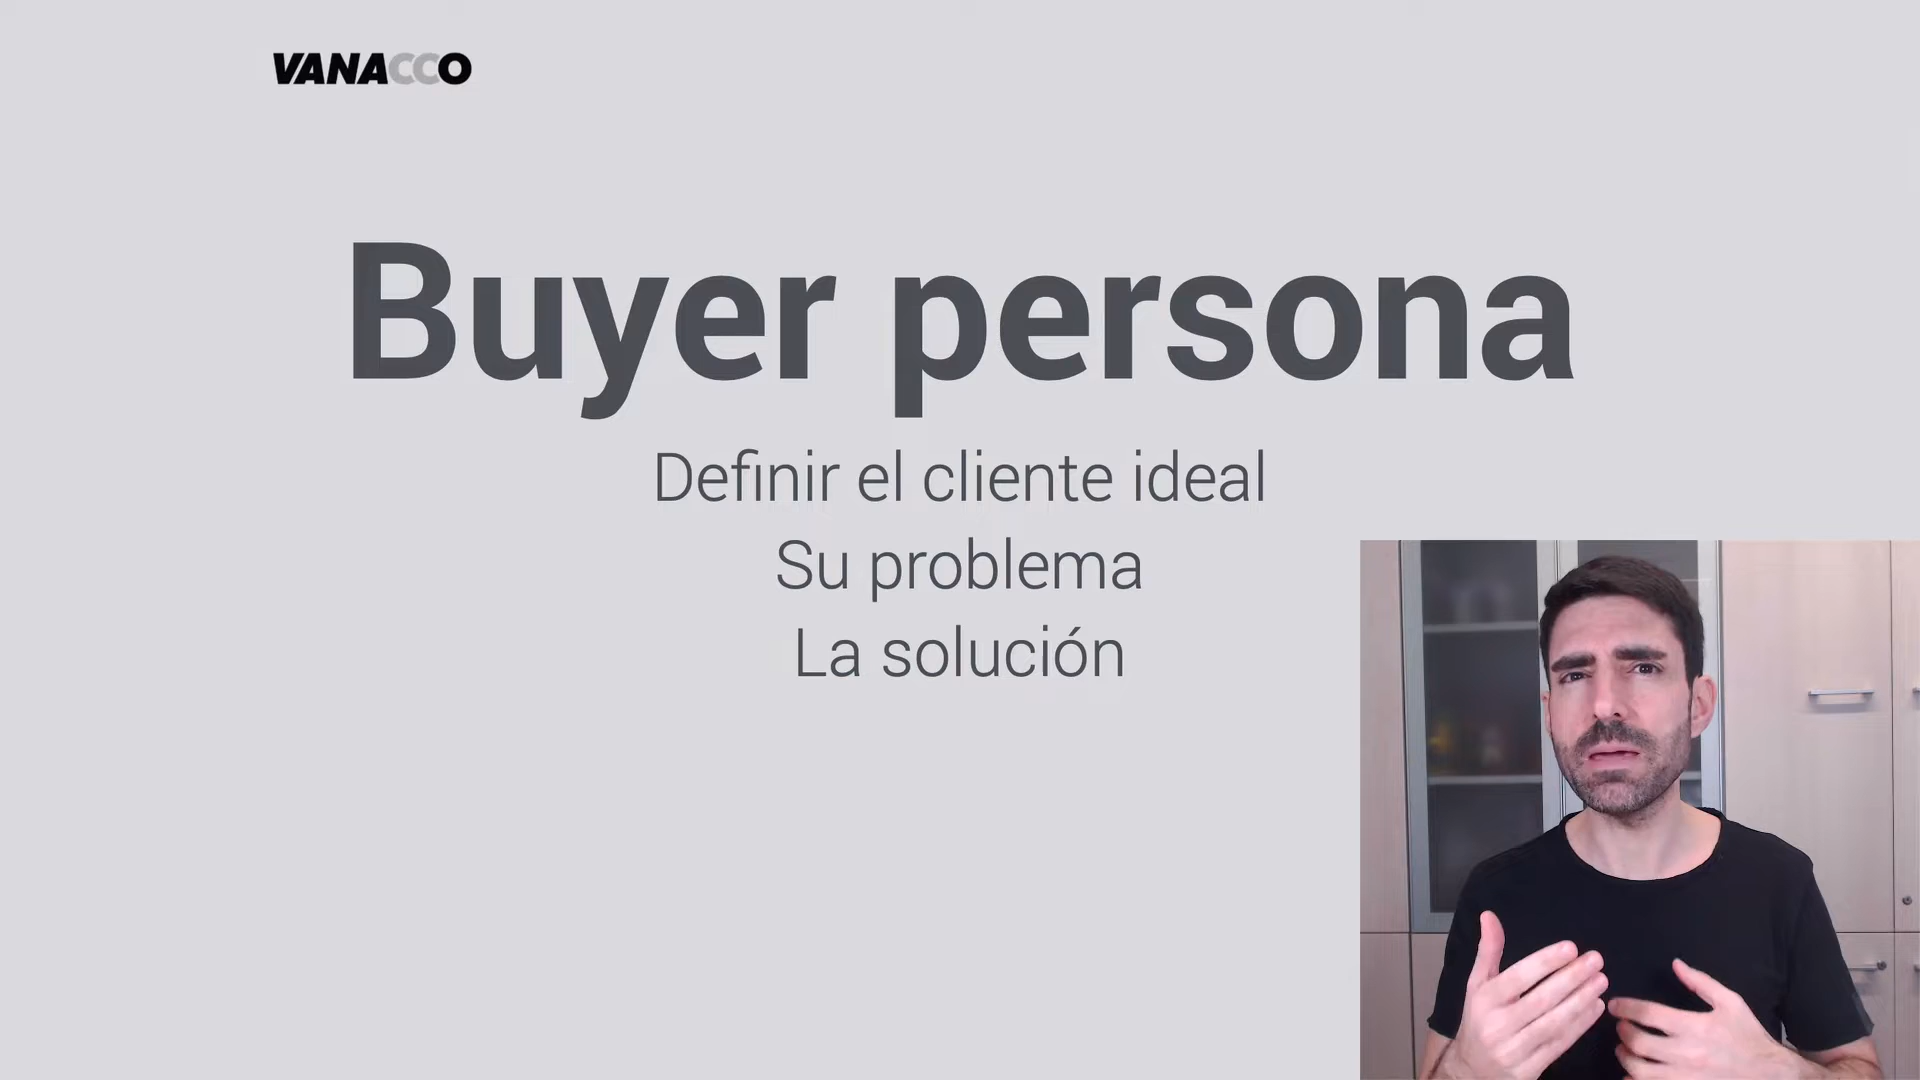 VANACCO
Buyer persona
Definir el cliente ideal
Su problema
La solución